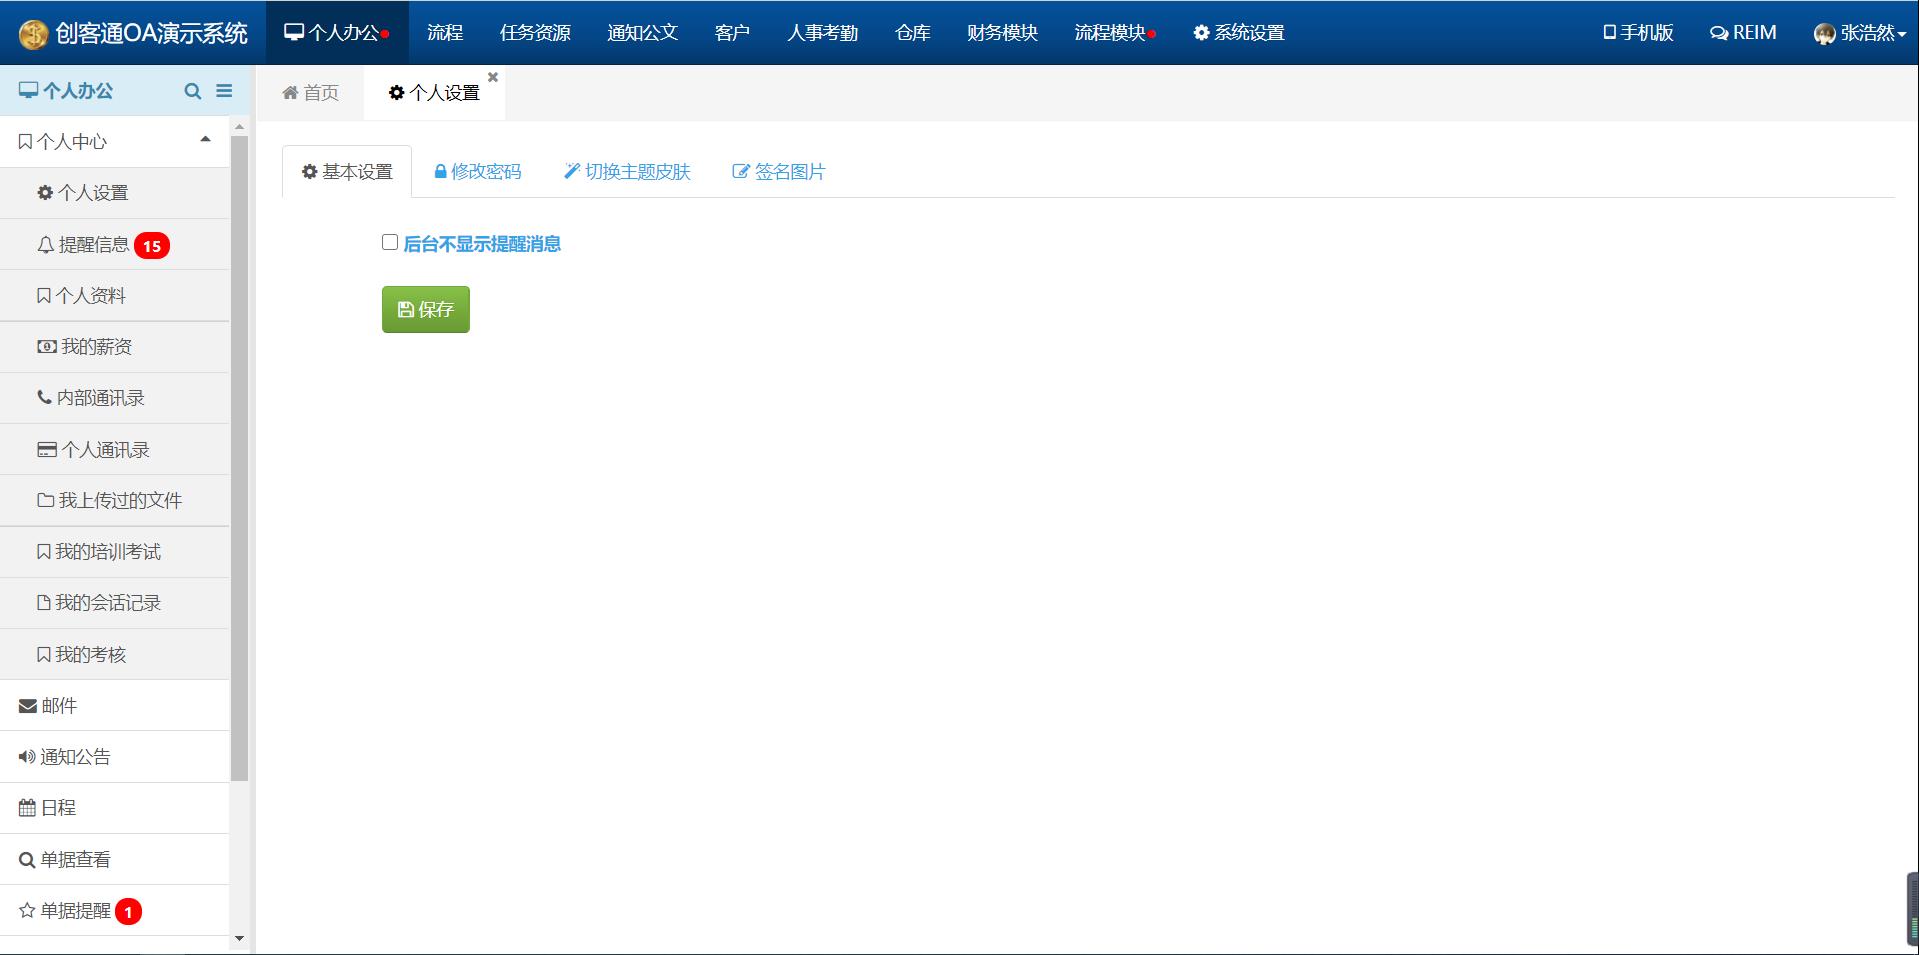 创客通OA演示系统 个人办公 流程 任务资源 通知公文 客户 人事考勤 仓库 财务模块 流程模块 系统设置 手机版 REIM 张浩然
个人办公
首页 个人设置
个人中心
个人设置
提醒信息 15
个人资料
我的薪资
内部通讯录
个人通讯录
我上传过的文件
我的培训考试
我的会话记录
我的考核
邮件
通知公告
日程
单据查看
单据提醒 1
基本设置 修改密码 切换主题皮肤 签名图片
后台不显示提醒消息
保存